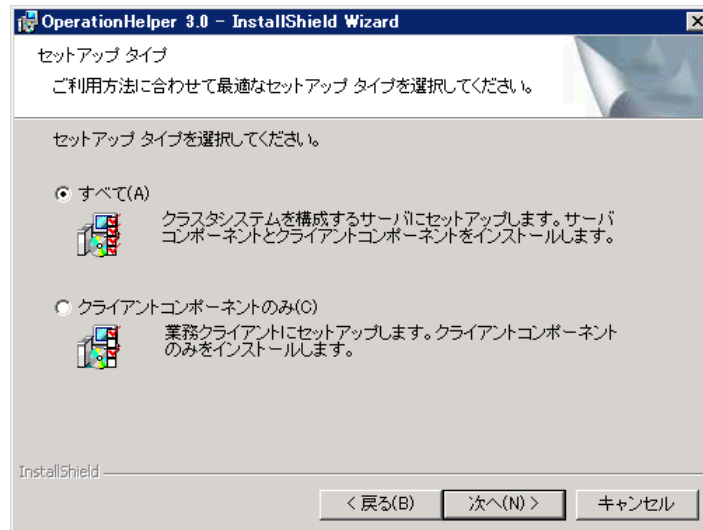 OperationHelper 3.0 - InstallShield Wizard
セットアップ タイプ
ご利用方法に合わせて最適なセットアップ タイプを選択してください。
セットアップ タイプを選択してください。
すべて(A)
クラスタシステムを構成するサーバにセットアップします。サーバ
コンポーネントとクライアントコンポーネントをインストールします。
クライアントコンポーネントのみ(C)
業務クライアントにセットアップします。クライアントコンポーネント
のみをインストールします。
InstallShield
< 戻る(B)
次へ(N) >
キャンセル